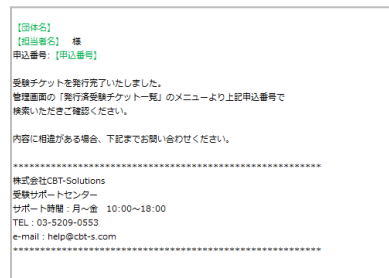 【団体名】
【担当者名】 様
申込番号:【申込番号】
受験チケットを発行完了いたしました。
管理画面の「発行済受験チケット一覧」のメニューより上記申込番号で
検索いただきご確認ください。
内容に相違がある場合、下記までお問い合わせください。
********************************************************
株式会社CBT-Solutions
受験サポートセンター
サポート時間：月～金 10:00～18:00
TEL : 03-5209-0553
e-mail : help@cbt-s.com
********************************************************